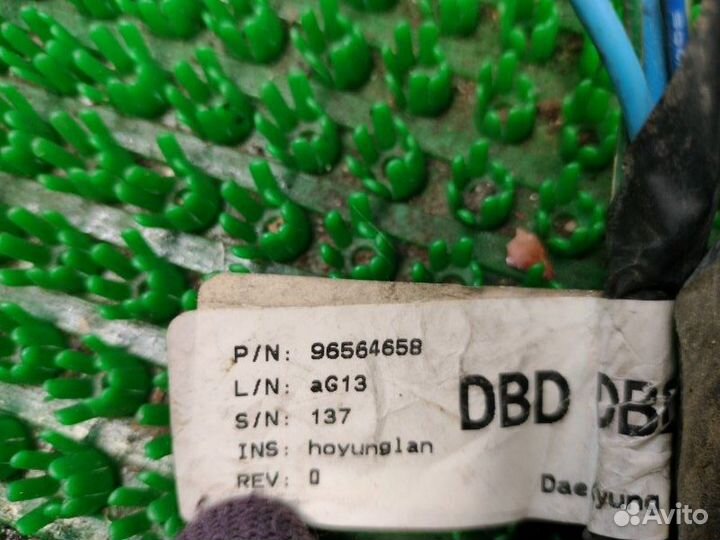 P/N: 96564658
L/N: aG13
S/N: 137
INS: hoyunglan
REV: 0
DBD
Avito